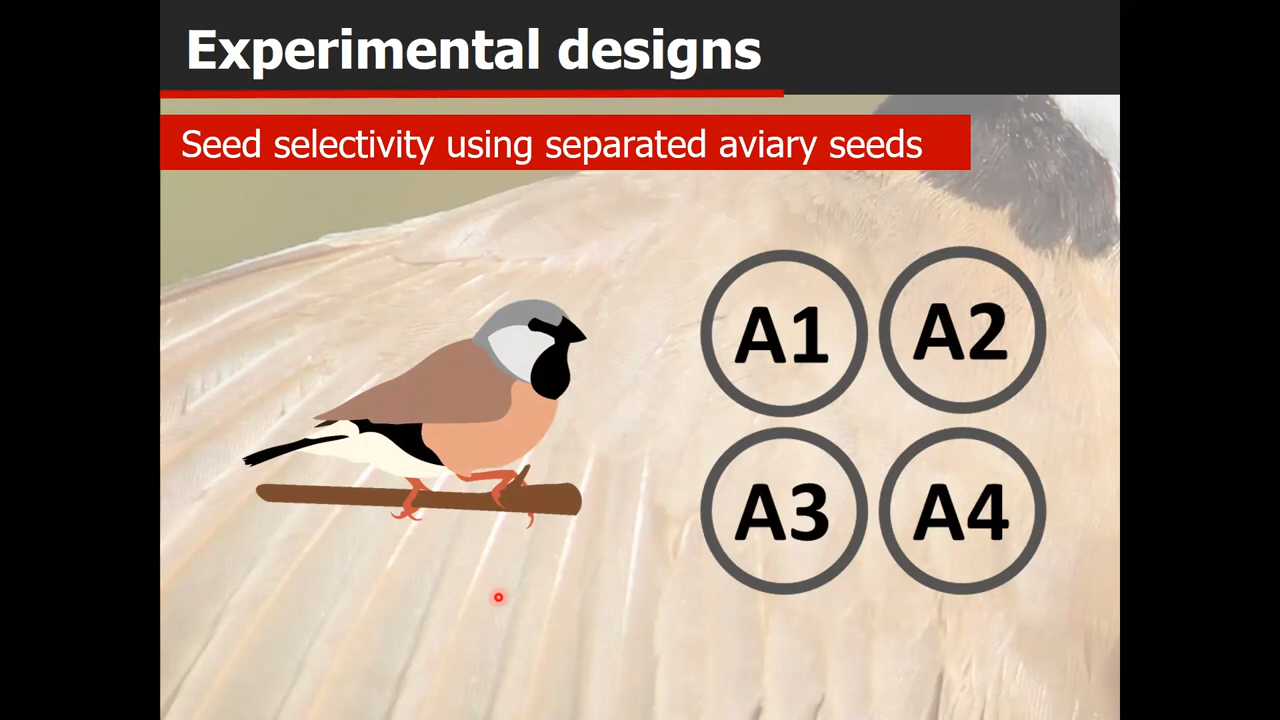 Experimental designs
Seed selectivity using separated aviary seeds
A1 A2
A3 A4